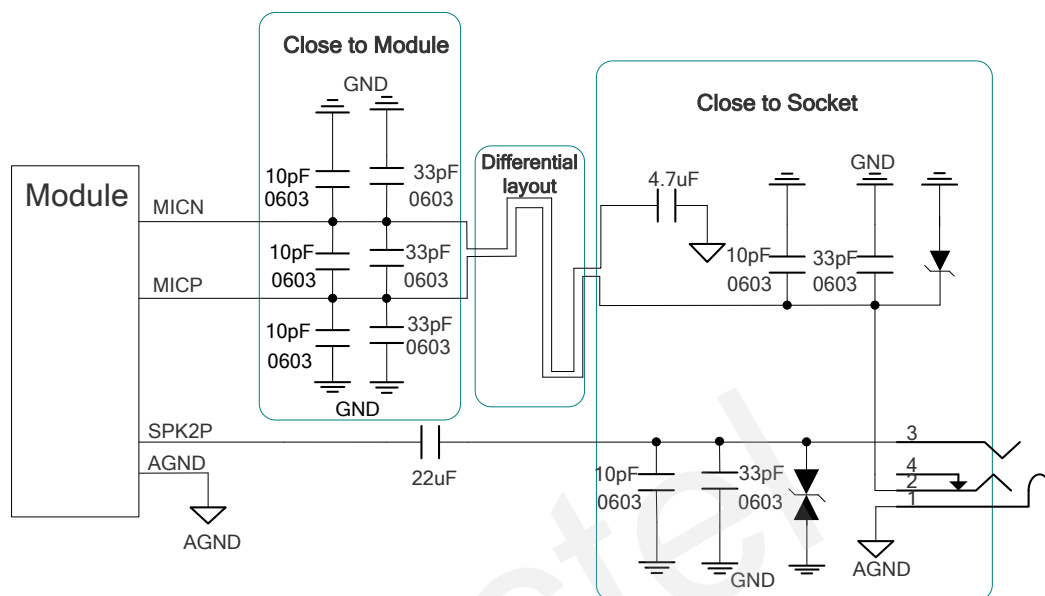 Close to Module
GND
10pF
0603
33pF
0603
Module
MICN
10pF
0603
33pF
0603
MICP
10pF
0603
33pF
0603
GND
Differential
layout
Close to Socket
4.7uF
GND
10pF
0603
33pF
0603
SPK2P
22uF
AGND
AGND
10pF
0603
33pF
0603
GND
3
4
2
1
AGND